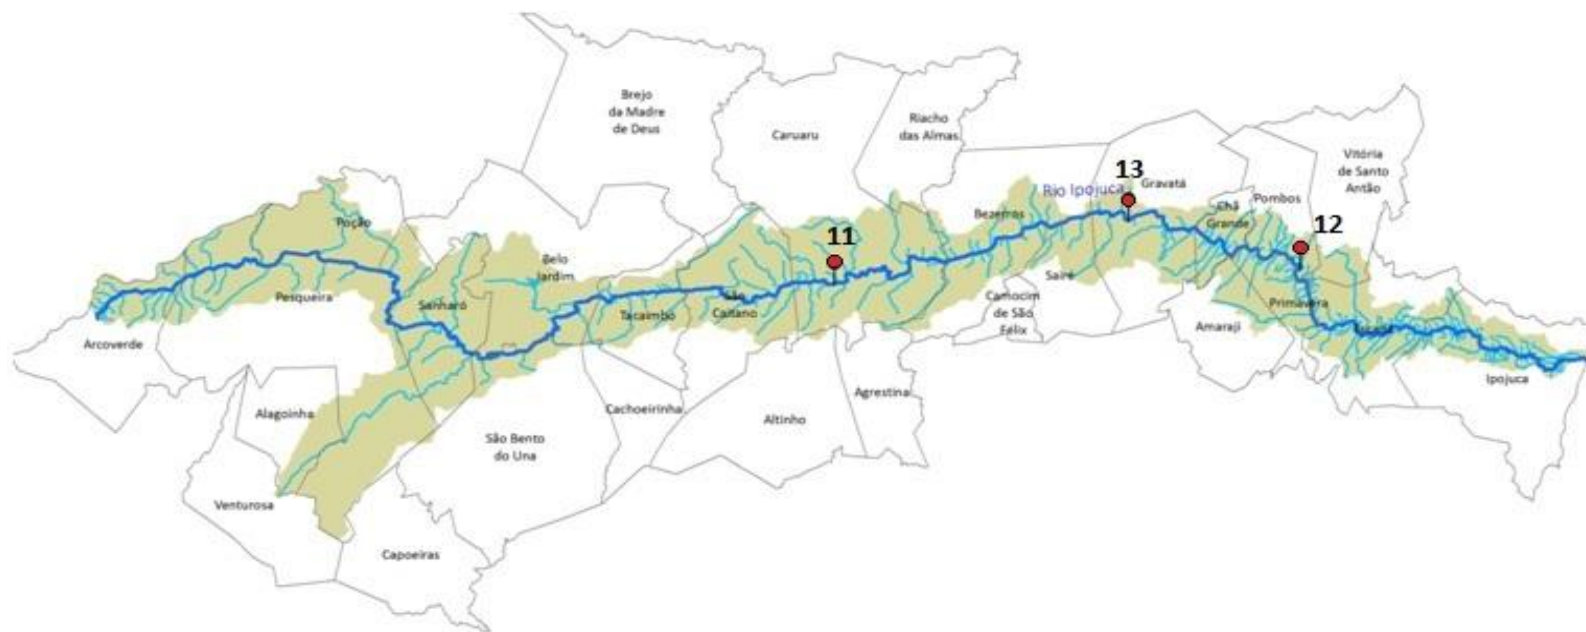 Brejo
da Madre
de Deus
Caruaru
Riacho
das Almas
Vitória
de Santo
Antão
13
Rio Ipojuca
Gravatá
Pombos
Chã
Grande
12
Bezerros
Poção
11
Belo
Jardim
Sairé
Pesqueira
Sanharó
São
Caitano
Tacaimbo
Camocim
de São
Félix
Primavera
Amaraji
Escada
Arcoverde
Ipojuca
Alagoinha
Cachoeirinha
Agrestina
Altinho
São Bento
do Una
Venturosa
Capoeiras